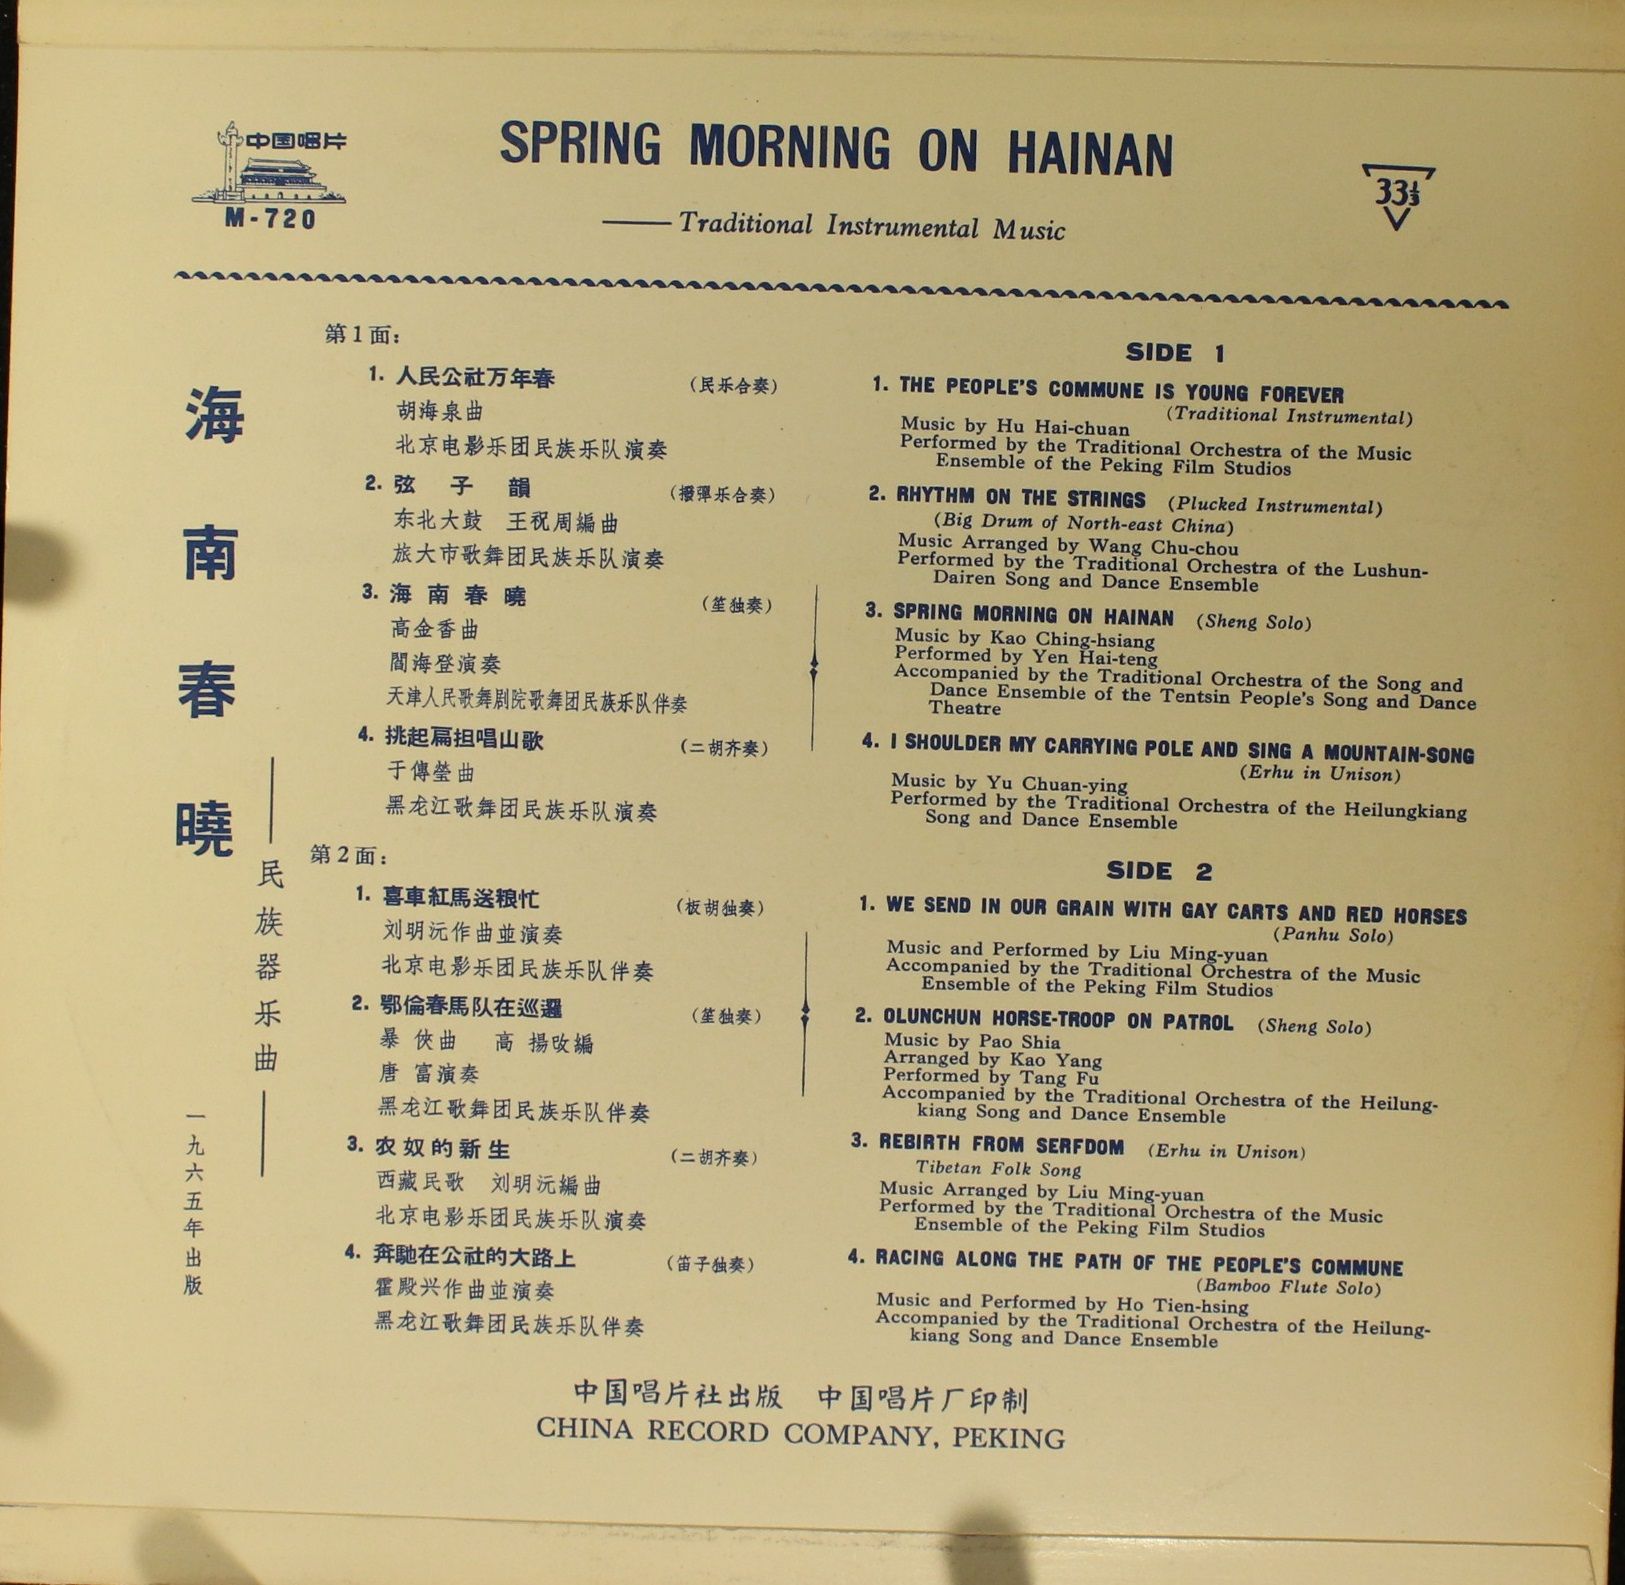 中国唱片
M-720
SPRING MORNING ON HAINAN
——Traditional Instrumental Music
33⅓
海南春曉
——民族器乐曲——
一九六五年出版
第1面:
1. 人民公社万年春 (民乐合奏)
胡海泉曲
北京电影乐团民族乐队演奏
2. 弦子韻 (撥彈乐合奏)
东北大鼓 王祝周編曲
旅大市歌舞团民族乐队演奏
3. 海南春曉 (笙独奏)
高金香曲
閻海登演奏
天津人民歌舞剧院歌舞团民族乐队伴奏
4. 挑起扁担唱山歌 (二胡齐奏)
于傳瑩曲
黑龙江歌舞团民族乐队演奏
第2面:
1. 喜車紅馬送粮忙 (板胡独奏)
刘明沅作曲並演奏
北京电影乐团民族乐队伴奏
2. 鄂倫春馬队在巡邏 (笙独奏)
暴俠曲 高揚改編
唐富演奏
黑龙江歌舞团民族乐队伴奏
3. 农奴的新生 (二胡齐奏)
西藏民歌 刘明沅編曲
北京电影乐团民族乐队演奏
4. 奔馳在公社的大路上 (笛子独奏)
霍殿兴作曲並演奏
黑龙江歌舞团民族乐队伴奏
SIDE 1
1. THE PEOPLE'S COMMUNE IS YOUNG FOREVER
(Traditional Instrumental)
Music by Hu Hai-chuan
Performed by the Traditional Orchestra of the Music
Ensemble of the Peking Film Studios
2. RHYTHM ON THE STRINGS (Plucked Instrumental)
(Big Drum of North-east China)
Music Arranged by Wang Chu-chou
Performed by the Traditional Orchestra of the Lushun-
Dairen Song and Dance Ensemble
3. SPRING MORNING ON HAINAN (Sheng Solo)
Music by Kao Ching-hsiang
Performed by Yen Hai-teng
Accompanied by the Traditional Orchestra of the Song and
Dance Ensemble of the Tentsin People's Song and Dance
Theatre
4. I SHOULDER MY CARRYING POLE AND SING A MOUNTAIN-SONG
(Erhu in Unison)
Music by Yu Chuan-ying
Performed by the Traditional Orchestra of the Heilungkiang
Song and Dance Ensemble
SIDE 2
1. WE SEND IN OUR GRAIN WITH GAY CARTS AND RED HORSES
(Panhu Solo)
Music and Performed by Liu Ming-yuan
Accompanied by the Traditional Orchestra of the Music
Ensemble of the Peking Film Studios
2. OLUNCHUN HORSE-TROOP ON PATROL (Sheng Solo)
Music by Pao Shia
Arranged by Kao Yang
Performed by Tang Fu
Accompanied by the Traditional Orchestra of the Heilung-
kiang Song and Dance Ensemble
3. REBIRTH FROM SERFDOM (Erhu in Unison)
Tibetan Folk Song
Music Arranged by Liu Ming-yuan
Performed by the Traditional Orchestra of the Music
Ensemble of the Peking Film Studios
4. RACING ALONG THE PATH OF THE PEOPLE'S COMMUNE
(Bamboo Flute Solo)
Music and Performed by Ho Tien-hsing
Accompanied by the Traditional Orchestra of the Heilung-
kiang Song and Dance Ensemble
中国唱片社出版 中国唱片厂印制
CHINA RECORD COMPANY, PEKING